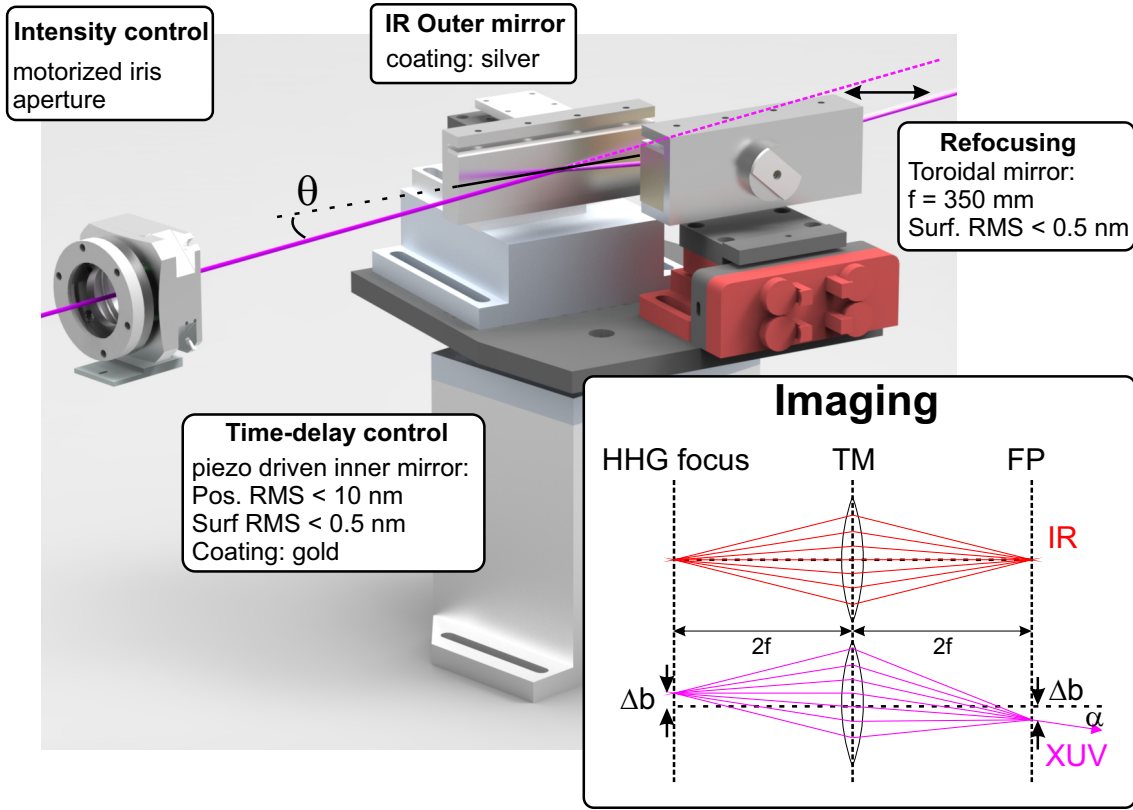 Intensity control
motorized iris
aperture
IR Outer mirror
coating: silver
Refocusing
Toroidal mirror:
f = 350 mm
Surf. RMS < 0.5 nm
θ
Time-delay control
piezo driven inner mirror:
Pos. RMS < 10 nm
Surf RMS < 0.5 nm
Coating: gold
Imaging
HHG focus TM FP
IR
2f 2f
Δb Δb
α
XUV